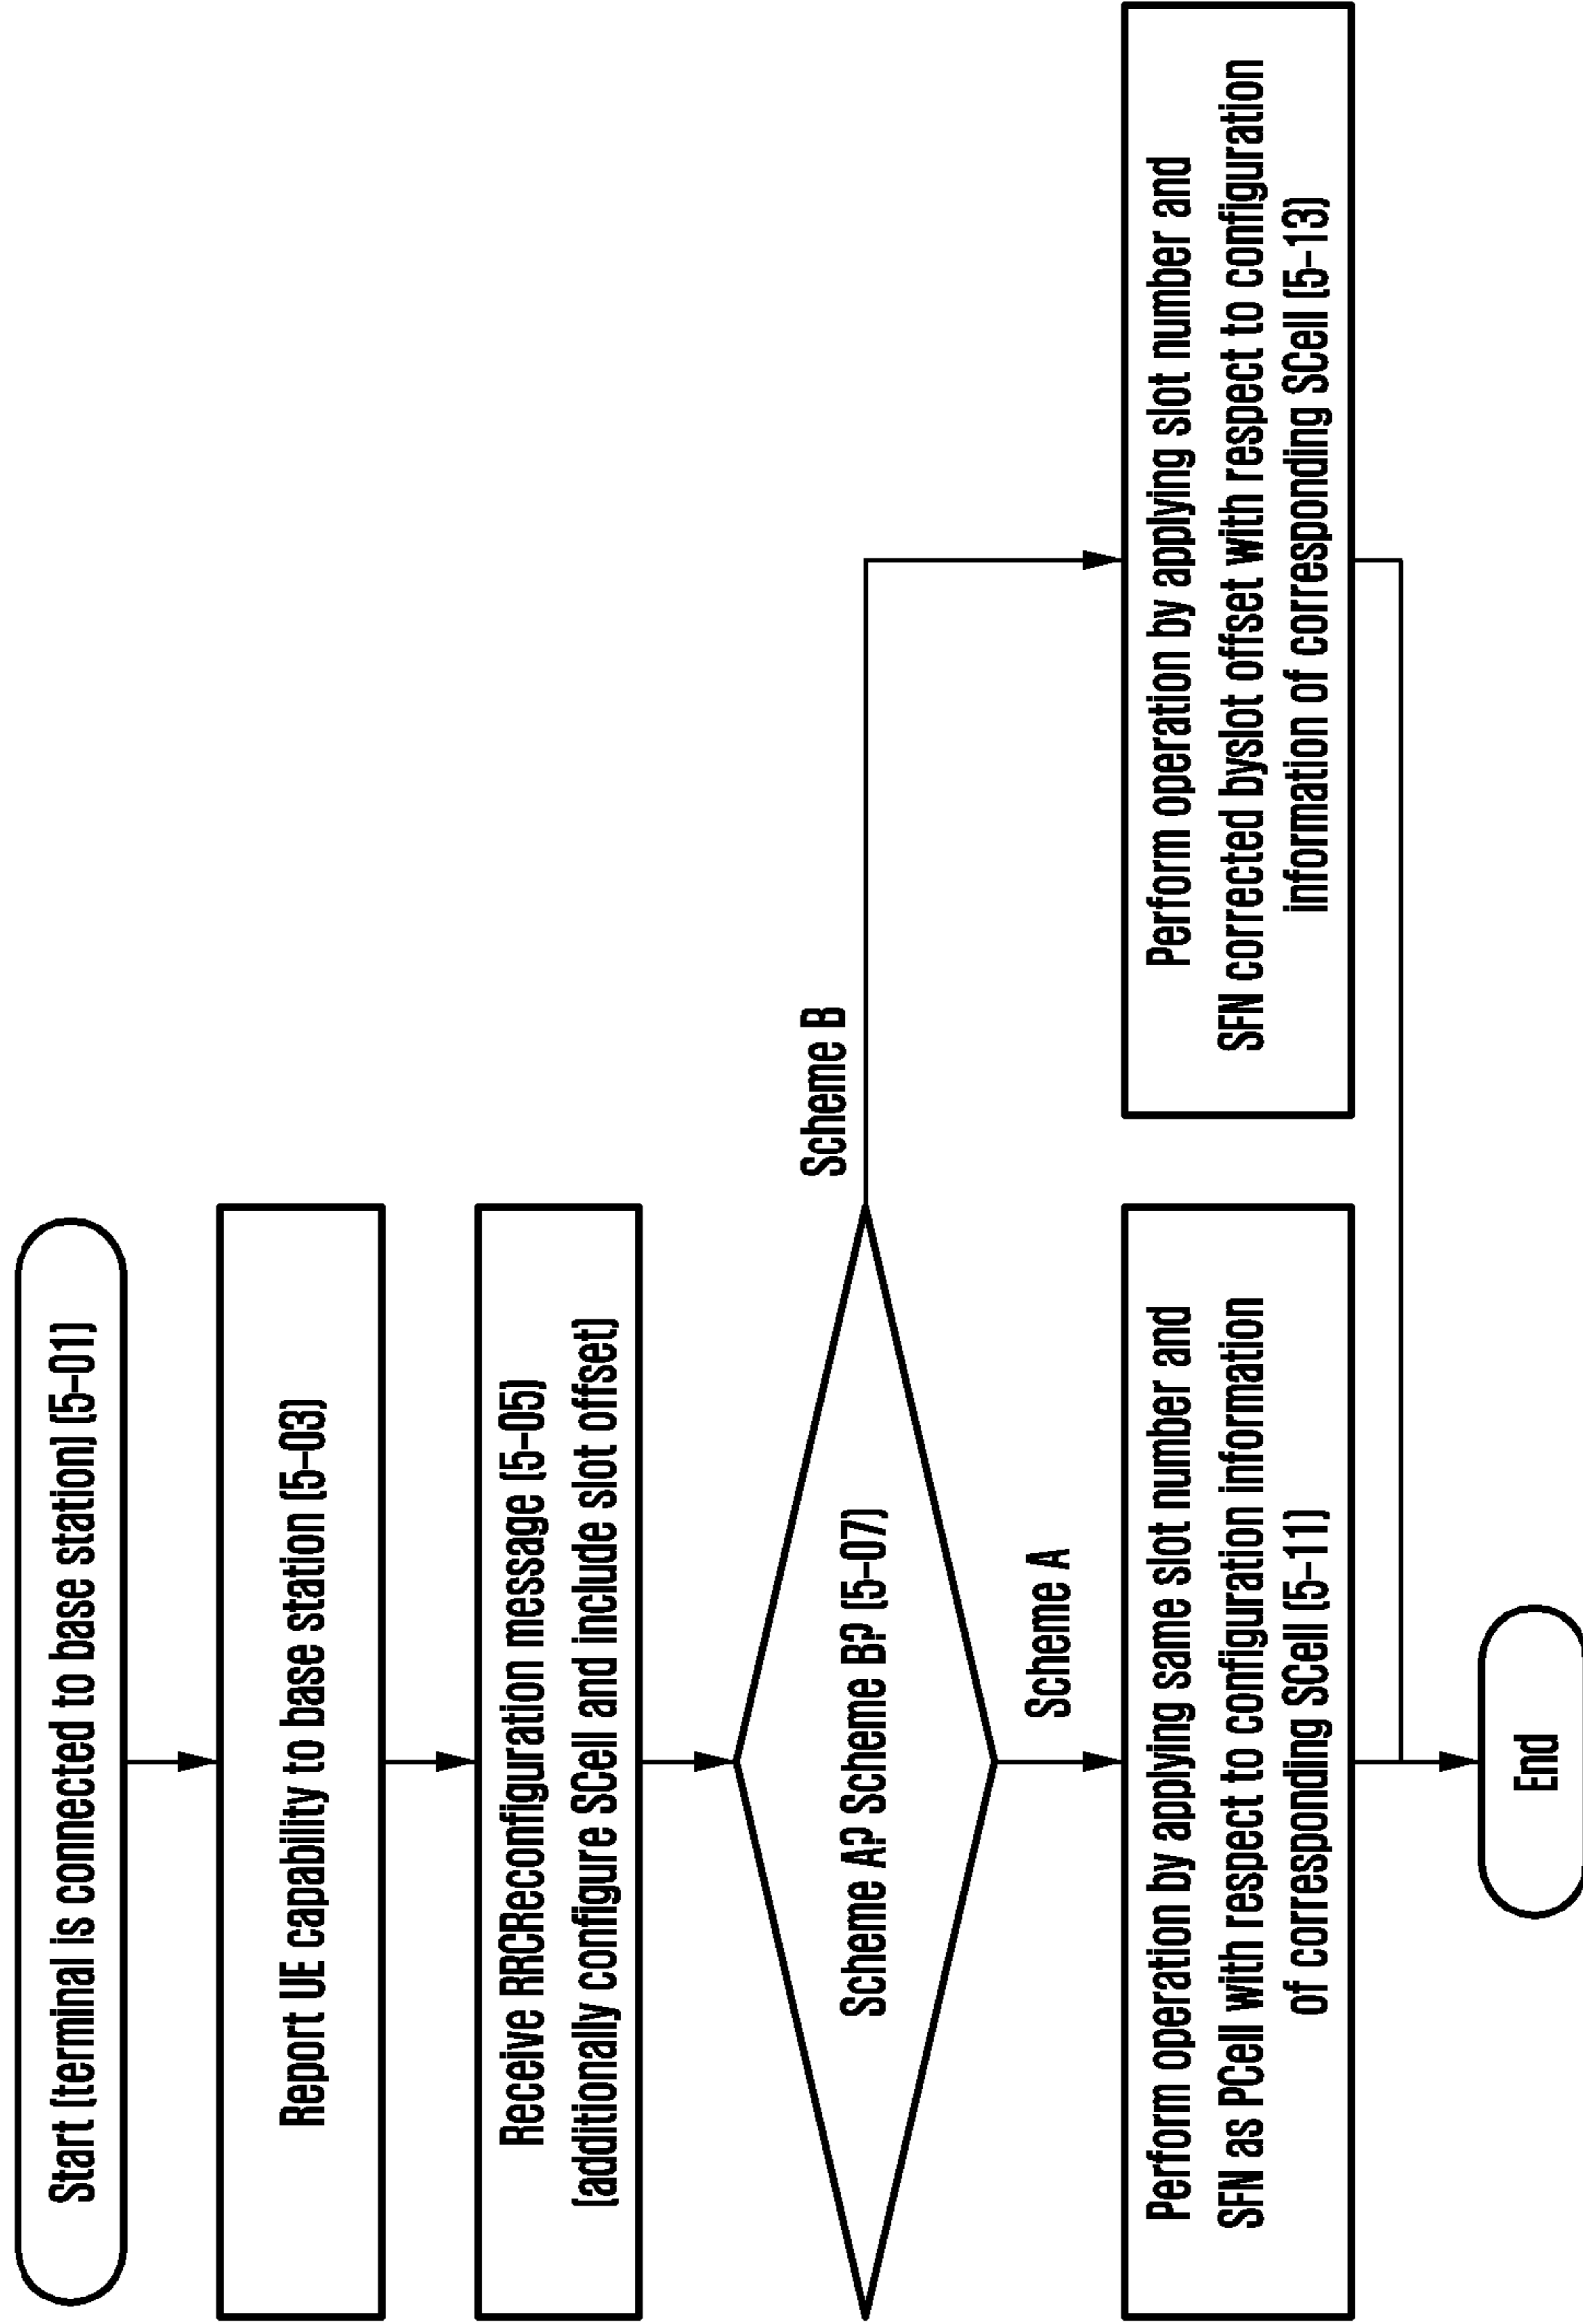 Start (terminal is connected to base station) (5-01)
Report UE capability to base station (5-03)
Receive RRCReconfiguration message (5-05)
(additionally configure SCell and include slot offset)
Scheme A? Scheme B? (5-07)
Scheme B
Scheme A
Perform operation by applying same slot number and
SFN as PCell with respect to configuration information
of corresponding SCell (5-11)
Perform operation by applying slot number and
SFN corrected byslot offset with respect to configuration
information of corresponding SCell (5-13)
End